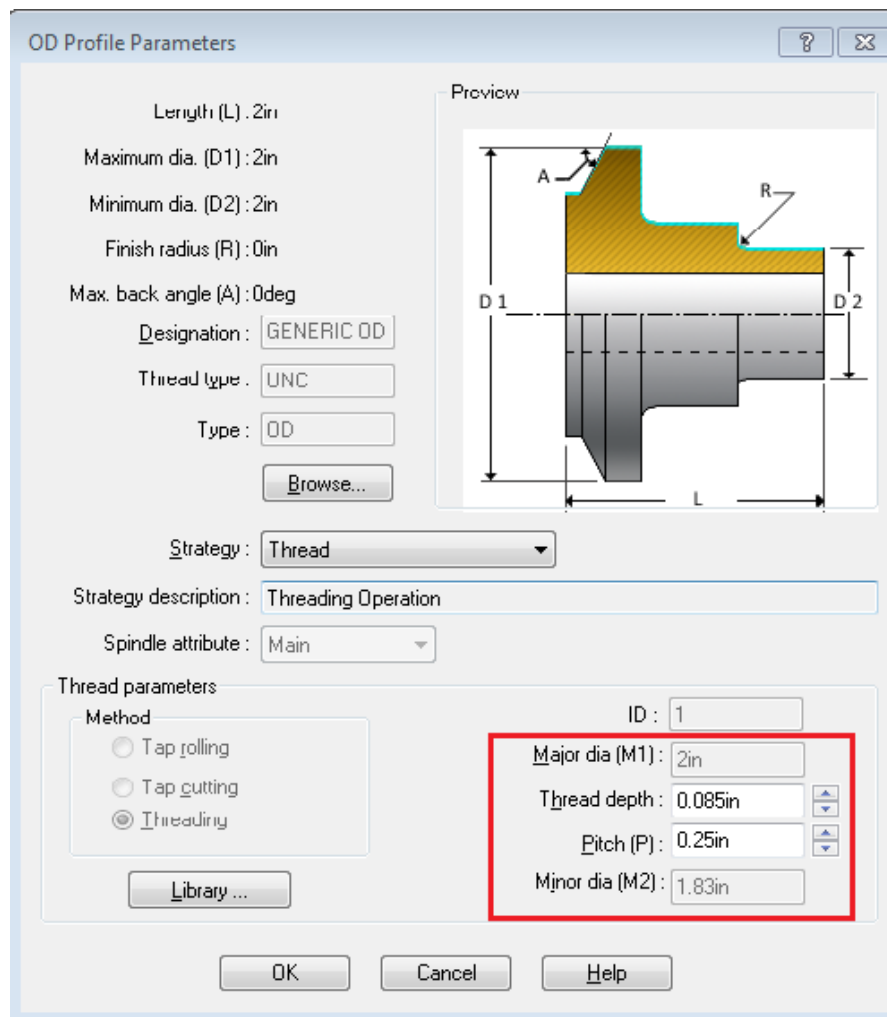 OD Profile Parameters
Length (L) : 2in
Maximum dia. (D1) : 2in
Minimum dia. (D2) : 2in
Finish radius (R) : 0in
Max. back angle (A) : 0deg
Designation : GENERIC OD
Thread type : UNC
Type : OD
Browse...
Preview
A
R
D 1
D 2
L
Strategy : Thread
Strategy description : Threading Operation
Spindle attribute : Main
Thread parameters
Method
Tap rolling
Tap cutting
Threading
Library ...
ID : 1
Major dia (M1) : 2in
Thread depth : 0.085in
Pitch (P) : 0.25in
Minor dia (M2) : 1.83in
OK
Cancel
Help